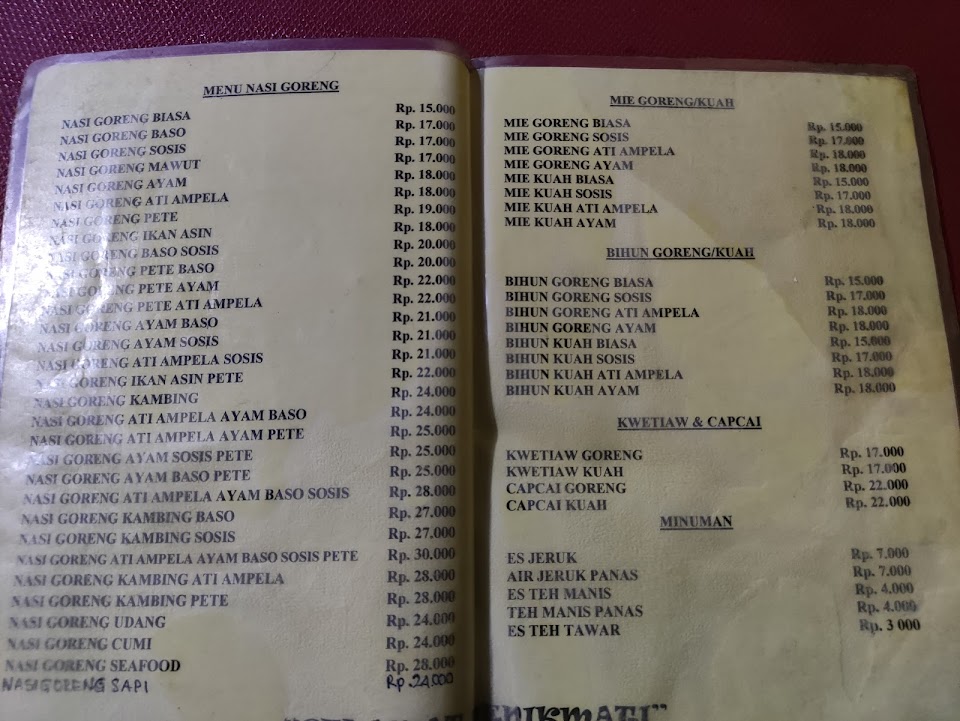 MENU NASI GORENG
NASI GORENG BIASA Rp. 15.000
NASI GORENG BASO Rp. 17.000
NASI GORENG SOSIS Rp. 17.000
NASI GORENG MAWUT Rp. 17.000
NASI GORENG AYAM Rp. 18.000
NASI GORENG ATI AMPELA Rp. 18.000
NASI GORENG PETE Rp. 19.000
NASI GORENG IKAN ASIN Rp. 18.000
NASI GORENG BASO SOSIS Rp. 20.000
NASI GORENG PETE BASO Rp. 20.000
NASI GORENG PETE AYAM Rp. 22.000
NASI GORENG PETE ATI AMPELA Rp. 22.000
NASI GORENG AYAM BASO Rp. 21.000
NASI GORENG AYAM SOSIS Rp. 21.000
NASI GORENG ATI AMPELA SOSIS Rp. 21.000
NASI GORENG IKAN ASIN PETE Rp. 22.000
NASI GORENG KAMBING Rp. 24.000
NASI GORENG ATI AMPELA AYAM BASO Rp. 24.000
NASI GORENG ATI AMPELA AYAM PETE Rp. 25.000
NASI GORENG AYAM SOSIS PETE Rp. 25.000
NASI GORENG AYAM BASO PETE Rp. 25.000
NASI GORENG ATI AMPELA AYAM BASO SOSIS Rp. 28.000
NASI GORENG KAMBING BASO Rp. 27.000
NASI GORENG KAMBING SOSIS Rp. 27.000
NASI GORENG ATI AMPELA AYAM BASO SOSIS PETE Rp. 30.000
NASI GORENG KAMBING ATI AMPELA Rp. 28.000
NASI GORENG KAMBING PETE Rp. 28.000
NASI GORENG UDANG Rp. 24.000
NASI GORENG CUMI Rp. 24.000
NASI GORENG SEAFOOD Rp. 28.000
NASI GORENG SAPI Rp. 24.000
MIE GORENG/KUAH
MIE GORENG BIASA Rp. 15.000
MIE GORENG SOSIS Rp. 17.000
MIE GORENG ATI AMPELA Rp. 18.000
MIE GORENG AYAM Rp. 18.000
MIE KUAH BIASA Rp. 15.000
MIE KUAH SOSIS Rp. 17.000
MIE KUAH ATI AMPELA Rp. 18.000
MIE KUAH AYAM Rp. 18.000
BIHUN GORENG/KUAH
BIHUN GORENG BIASA Rp. 15.000
BIHUN GORENG SOSIS Rp. 17.000
BIHUN GORENG ATI AMPELA Rp. 18.000
BIHUN GORENG AYAM Rp. 18.000
BIHUN KUAH BIASA Rp. 15.000
BIHUN KUAH SOSIS Rp. 17.000
BIHUN KUAH ATI AMPELA Rp. 18.000
BIHUN KUAH AYAM Rp. 18.000
KWETIAW & CAPCAI
KWETIAW GORENG Rp. 17.000
KWETIAW KUAH Rp. 17.000
CAPCAI GORENG Rp. 22.000
CAPCAI KUAH Rp. 22.000
MINUMAN
ES JERUK Rp. 7.000
AIR JERUK PANAS Rp. 7.000
ES TEH MANIS Rp. 4.000
TEH MANIS PANAS Rp. 4.000
ES TEH TAWAR Rp. 3 000